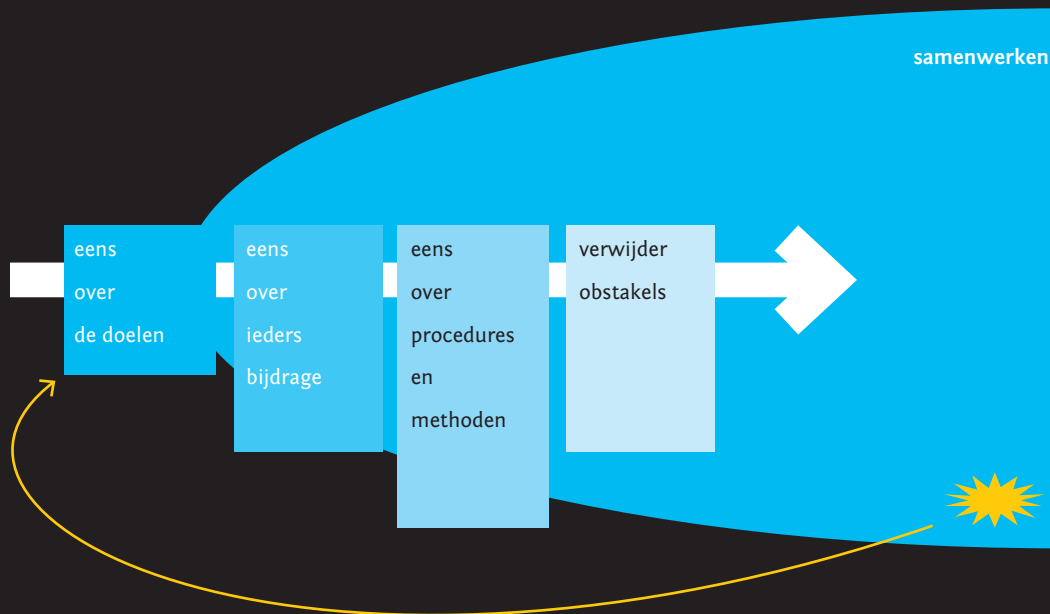 samenwerken
eens
over
de doelen
eens
over
ieders
bijdrage
eens
over
procedures
en
methoden
verwijder
obstakels